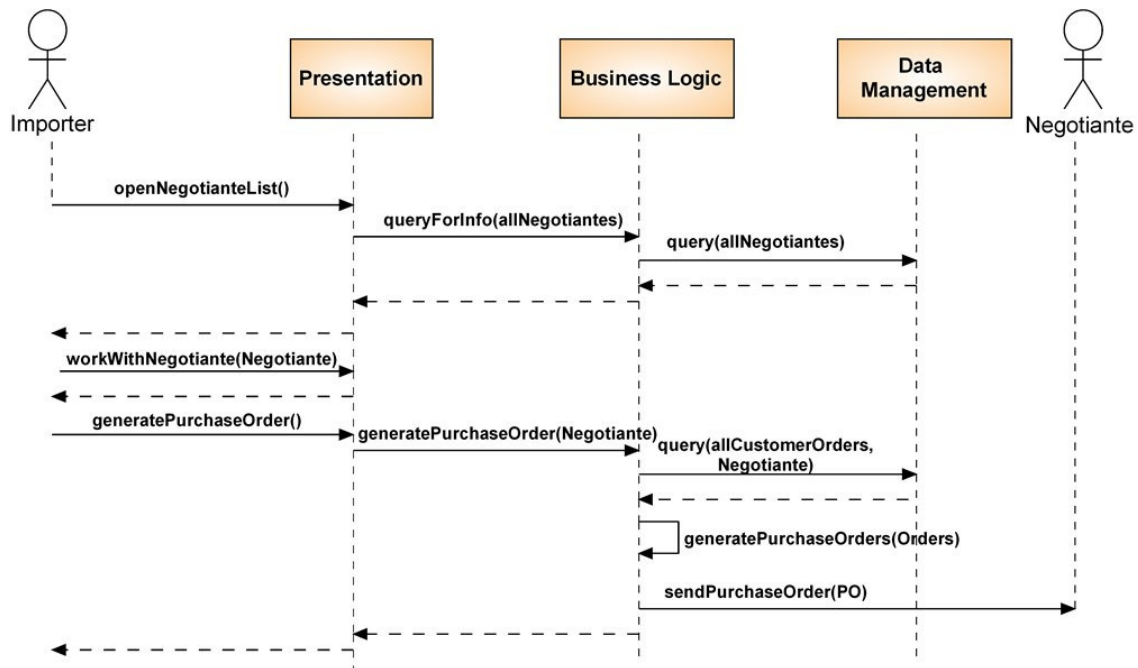 Importer
Presentation
Business Logic
Data
Management
Negotiante
openNegotianteList()
queryForInfo(allNegotiantes)
query(allNegotiantes)
workWithNegotiante(Negotiante)
generatePurchaseOrder()
generatePurchaseOrder(Negotiante)
query(allCustomerOrders,
Negotiante)
generatePurchaseOrders(Orders)
sendPurchaseOrder(PO)